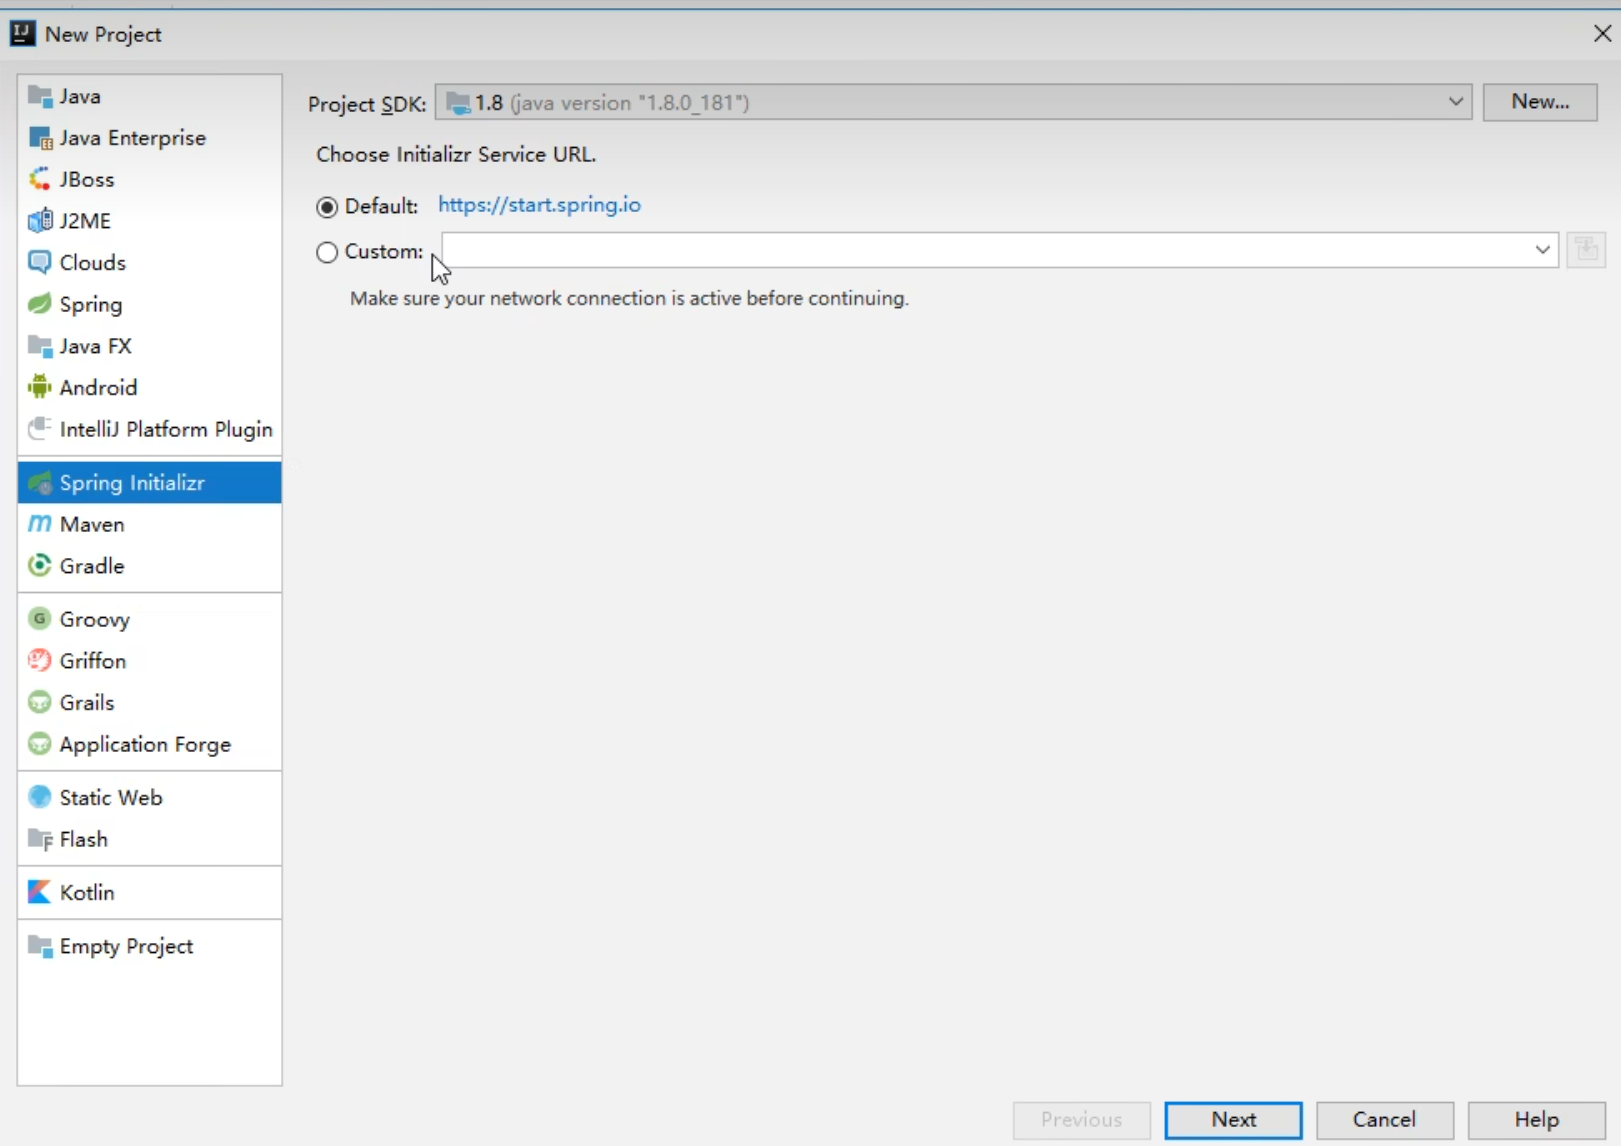 New Project
Java
Java Enterprise
JBoss
J2ME
Clouds
Spring
Java FX
Android
IntelliJ Platform Plugin
Spring Initializr
Maven
Gradle
Groovy
Griffon
Grails
Application Forge
Static Web
Flash
Kotlin
Empty Project
Project SDK: 1.8 (java version "1.8.0_181") New...
Choose Initializr Service URL.
Default: https://start.spring.io
Custom:
Make sure your network connection is active before continuing.
Previous Next Cancel Help